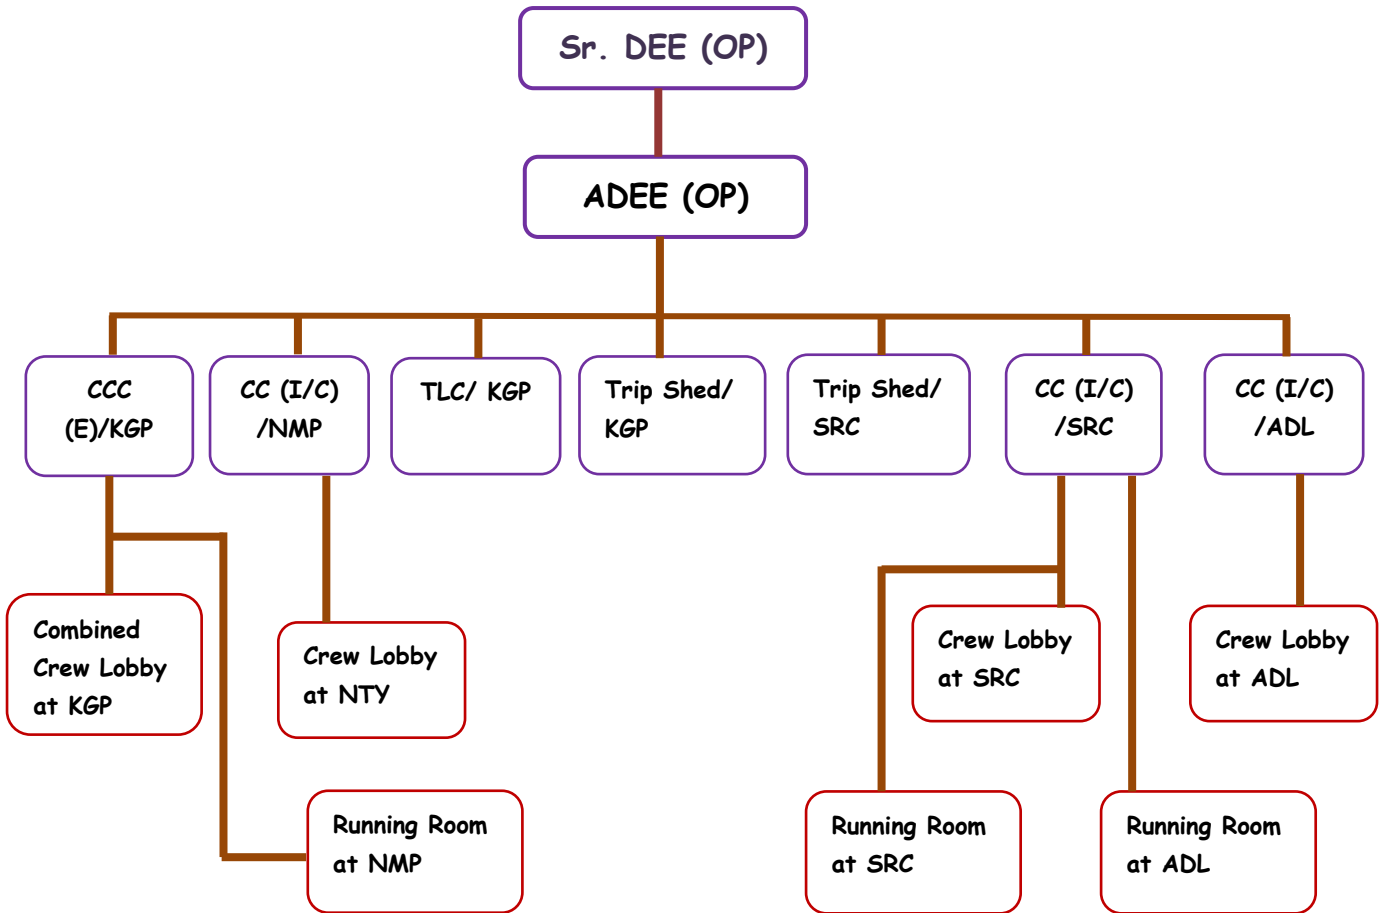 Sr. DEE (OP)
ADEE (OP)
CCC
(E)/KGP
CC (I/C)
/NMP
TLC/ KGP
Trip Shed/
KGP
Trip Shed/
SRC
CC (I/C)
/SRC
CC (I/C)
/ADL
Combined
Crew Lobby
at KGP
Crew Lobby
at NTY
Crew Lobby
at SRC
Crew Lobby
at ADL
Running Room
at NMP
Running Room
at SRC
Running Room
at ADL